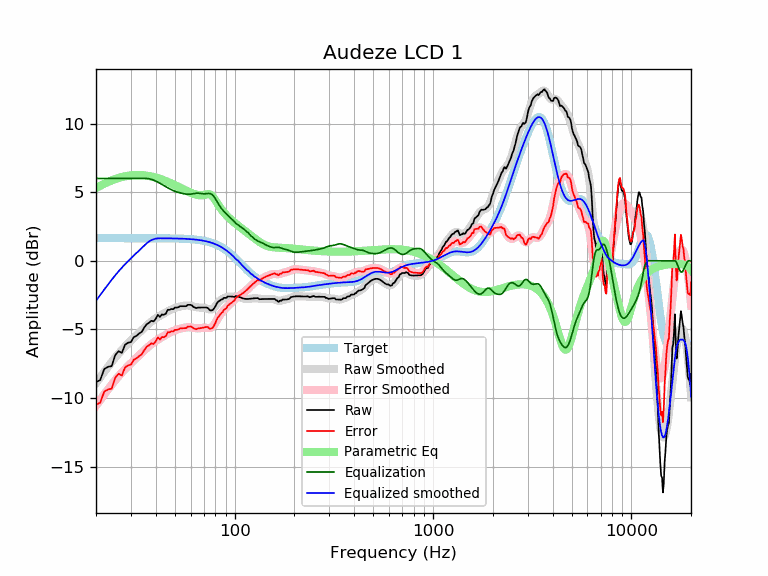 Audeze LCD 1
Amplitude (dBr)
10
5
0
−5
−10
−15
Target
Raw Smoothed
Error Smoothed
Raw
Error
Parametric Eq
Equalization
Equalized smoothed
100
1000
10000
Frequency (Hz)